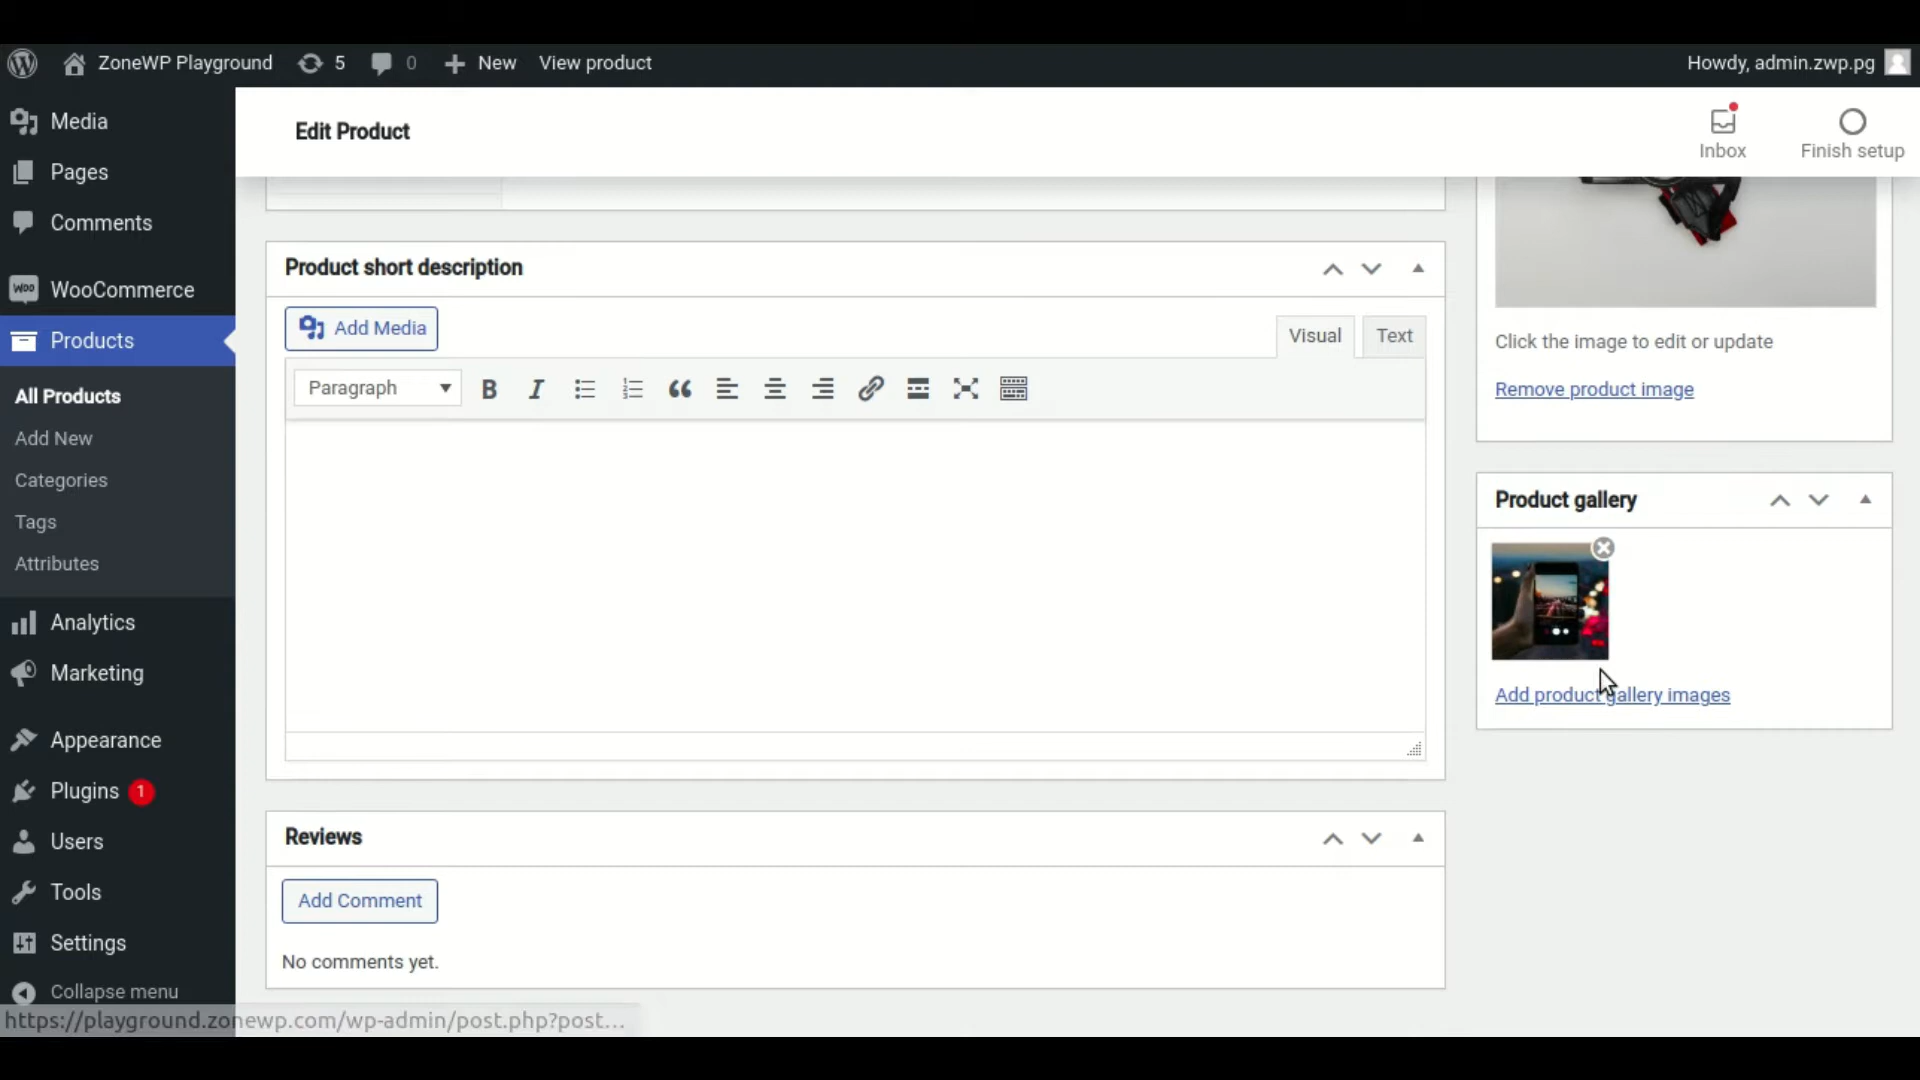 ZoneWP Playground 5 0 New View product Howdy, admin.zwp.pg
Media
Pages
Comments
WOO WooCommerce
Products
All Products
Add New
Categories
Tags
Attributes
Analytics
Marketing
Appearance
Plugins 1
Users
Tools
Settings
Collapse menu
https://playground.zonewp.com/wp-admin/post.php?post...
Edit Product
Inbox
Finish setup
Product short description
Add Media
Visual Text
Paragraph B I
Reviews
Add Comment
No comments yet.
Click the image to edit or update
Remove product image
Product gallery
Add product gallery images